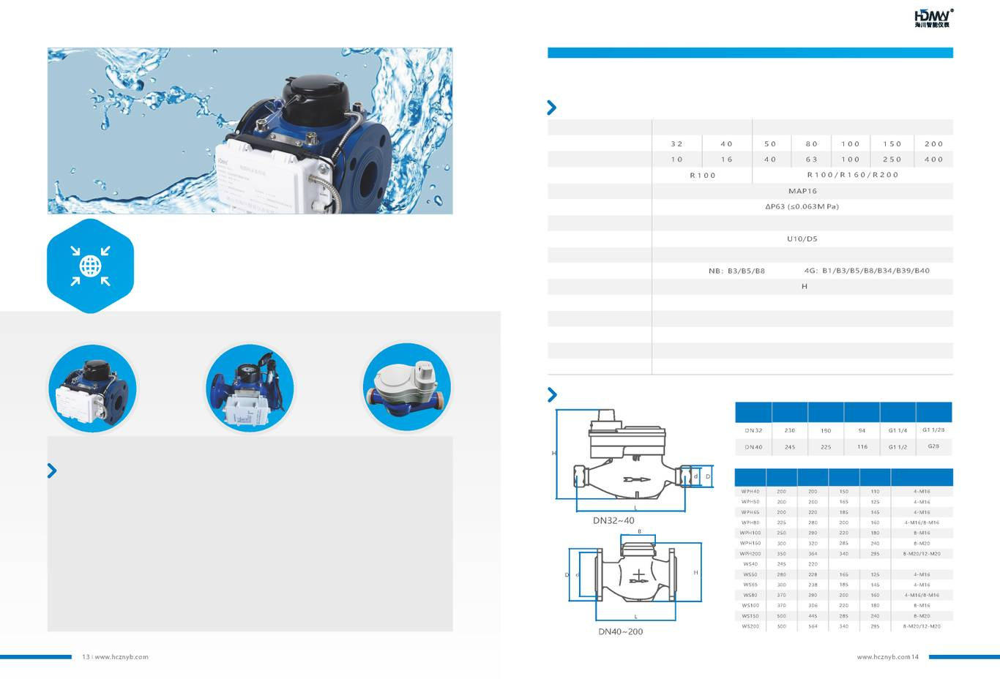 HDMW®
海川智能仪表
32 40 50 80 100 150 200
10 16 40 63 100 250 400
R100 R100/R160/R200
MAP16
ΔP63 (≤0.063M Pa)
U10/D5
NB: B3/B5/B8 4G: B1/B3/B5/B8/B34/B39/B40
H
H
d D
L
DN32~40
B
D d H
L
DN40~200
DN 32 230 190 94 G1 1/4 G1 1/2B
DN 40 245 225 116 G1 1/2 G2B
WPH40 200 200 150 110 4-M16
WPH50 200 200 165 125 4-M16
WPH65 200 220 185 145 4-M16
WPH80 225 280 200 160 4-M16/8-M16
WPH100 250 290 220 180 8-M16
WPH150 300 320 285 240 8-M20
WPH200 350 364 340 295 8-M20/12-M20
WS40 245 220
WS50 280 228 165 125 4-M16
WS65 300 238 185 145 4-M16
WS80 370 290 200 160 4-M16/8-M16
WS100 370 306 220 180 8-M16
WS150 500 445 285 240 8-M20
WS200 500 564 340 295 8-M20/12-M20
13 | www.hcznyb.com
www.hcznyb.com 14